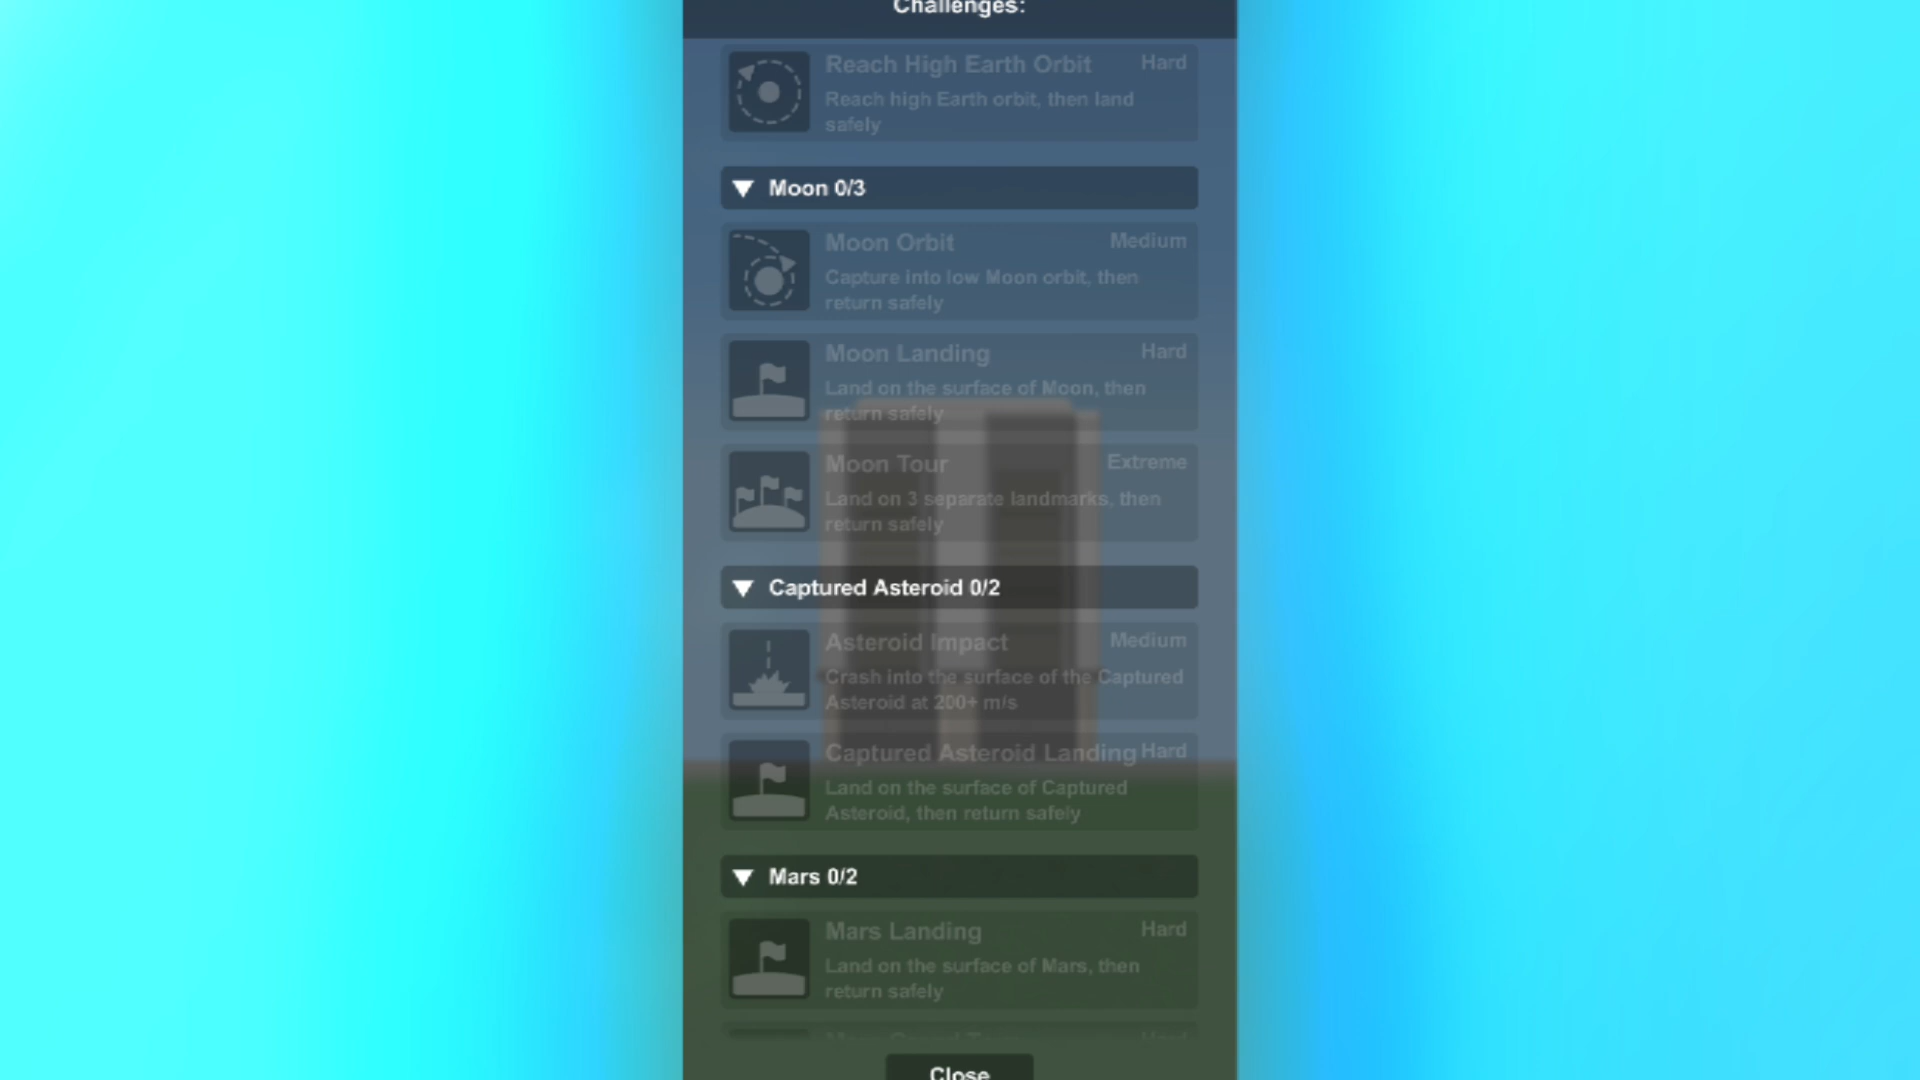 Challenges:
Reach High Earth Orbit Hard
Reach high Earth orbit, then land
safely
Moon 0/3
Moon Orbit Medium
Capture into low Moon orbit, then
return safely
Moon Landing Hard
Land on the surface of Moon, then
return safely
Moon Tour Extreme
Land on 3 separate landmarks, then
return safely
Captured Asteroid 0/2
Asteroid Impact Medium
Crash into the surface of the Captured
Asteroid at 200+ m/s
Captured Asteroid Landing Hard
Land on the surface of Captured
Asteroid, then return safely
Mars 0/2
Mars Landing Hard
Land on the surface of Mars, then
return safely
Hard
Close